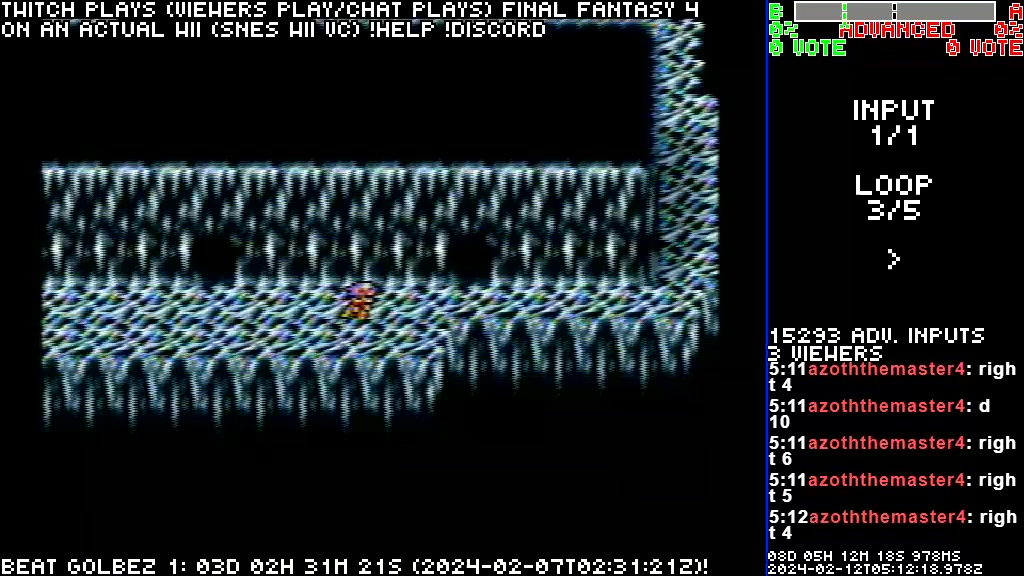 TWITCH PLAYS (VIEWERS PLAY/CHAT PLAYS) FINAL FANTASY 4
ON AN ACTUAL WII (SNES WII VC) !HELP !DISCORD
B A
0% ADVANCED 0%
0 VOTE 0 VOTE
INPUT
1/1
LOOP
3/5
>
15293 ADV. INPUTS
3 VIEWERS
5:11azoththemaster4: righ
t 4
5:11azoththemaster4: d
10
5:11azoththemaster4: righ
t 6
5:11azoththemaster4: righ
t 5
5:12azoththemaster4: righ
t 4
08D 05H 12M 18S 978MS
2024-02-12T05:12:18.978Z
BEAT GOLBEZ 1: 03D 02H 31M 21S (2024-02-07T02:31:21Z)!